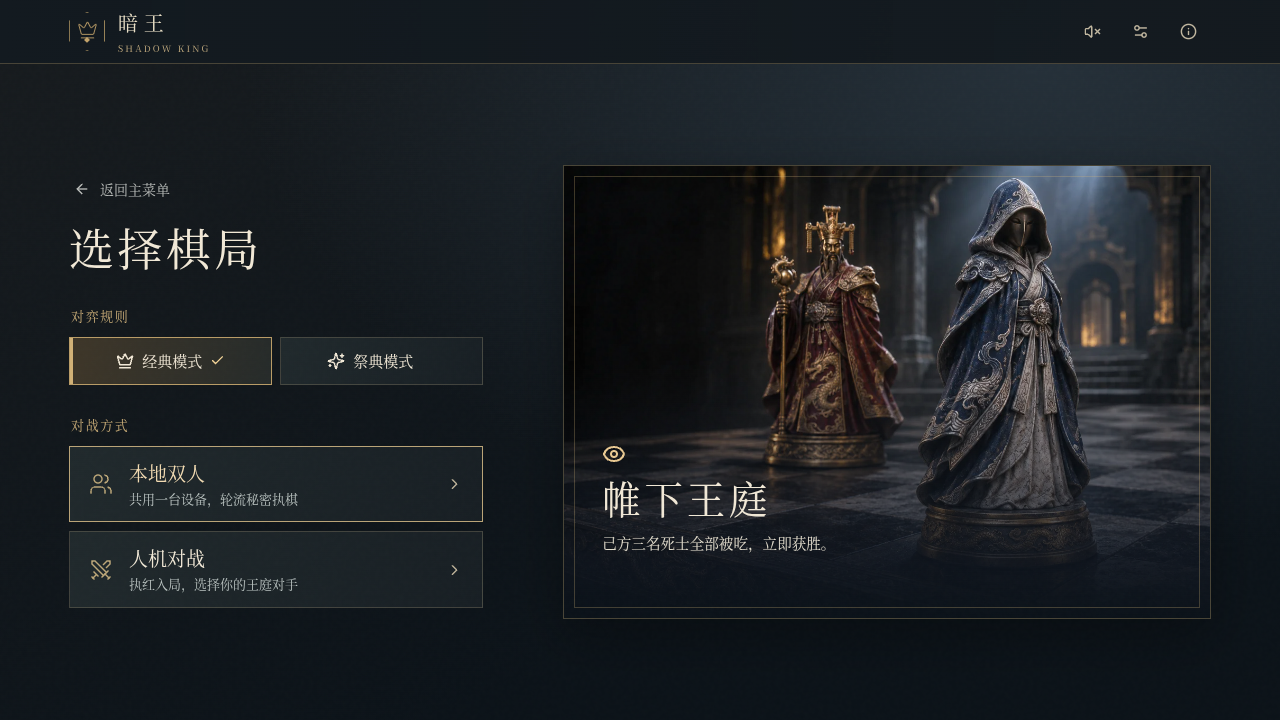 暗王
SHADOW KING
返回主菜单
选择棋局
对弈规则
经典模式
祭典模式
对战方式
本地双人
共用一台设备，轮流秘密执棋
人机对战
执红入局，选择你的王庭对手
帷下王庭
己方三名死士全部被吃，立即获胜。